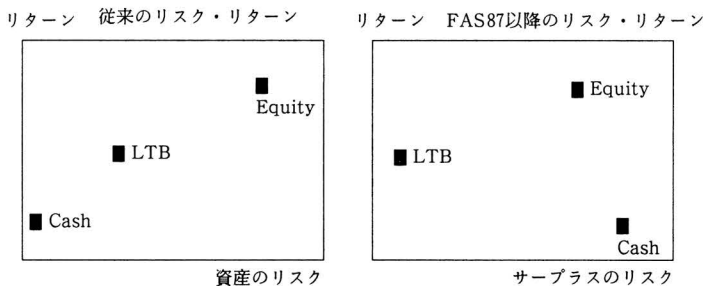 リターン 従来のリスク・リターン
Equity
LTB
Cash
資産のリスク
リターン FAS87以降のリスク・リターン
Equity
LTB
Cash
サープラスのリスク